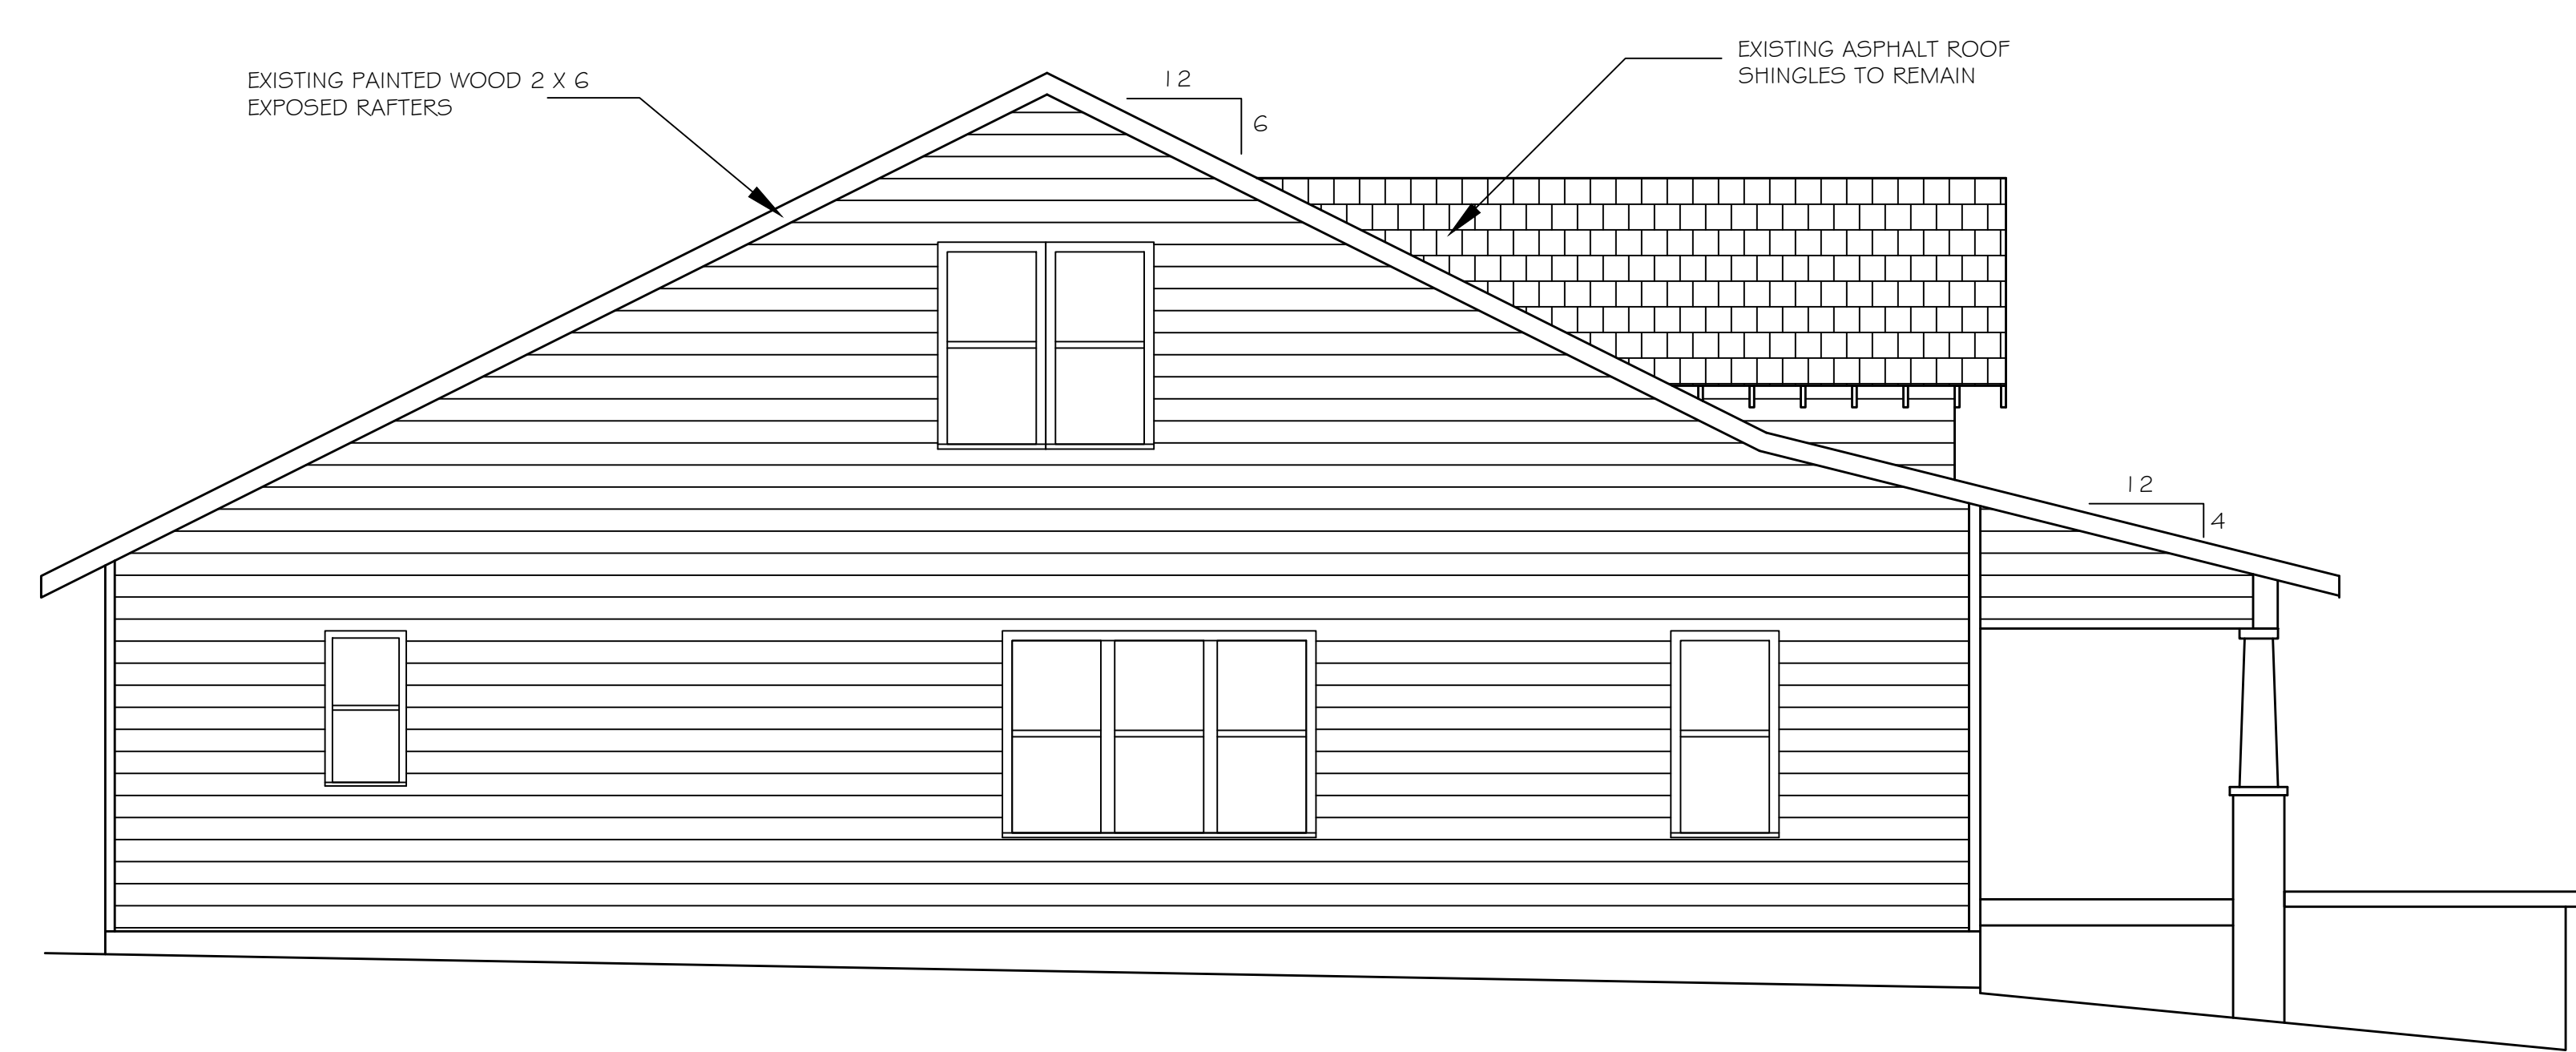 EXISTING PAINTED WOOD 2 X 6
EXPOSED RAFTERS
12
6
EXISTING ASPHALT ROOF
SHINGLES TO REMAIN
12
4